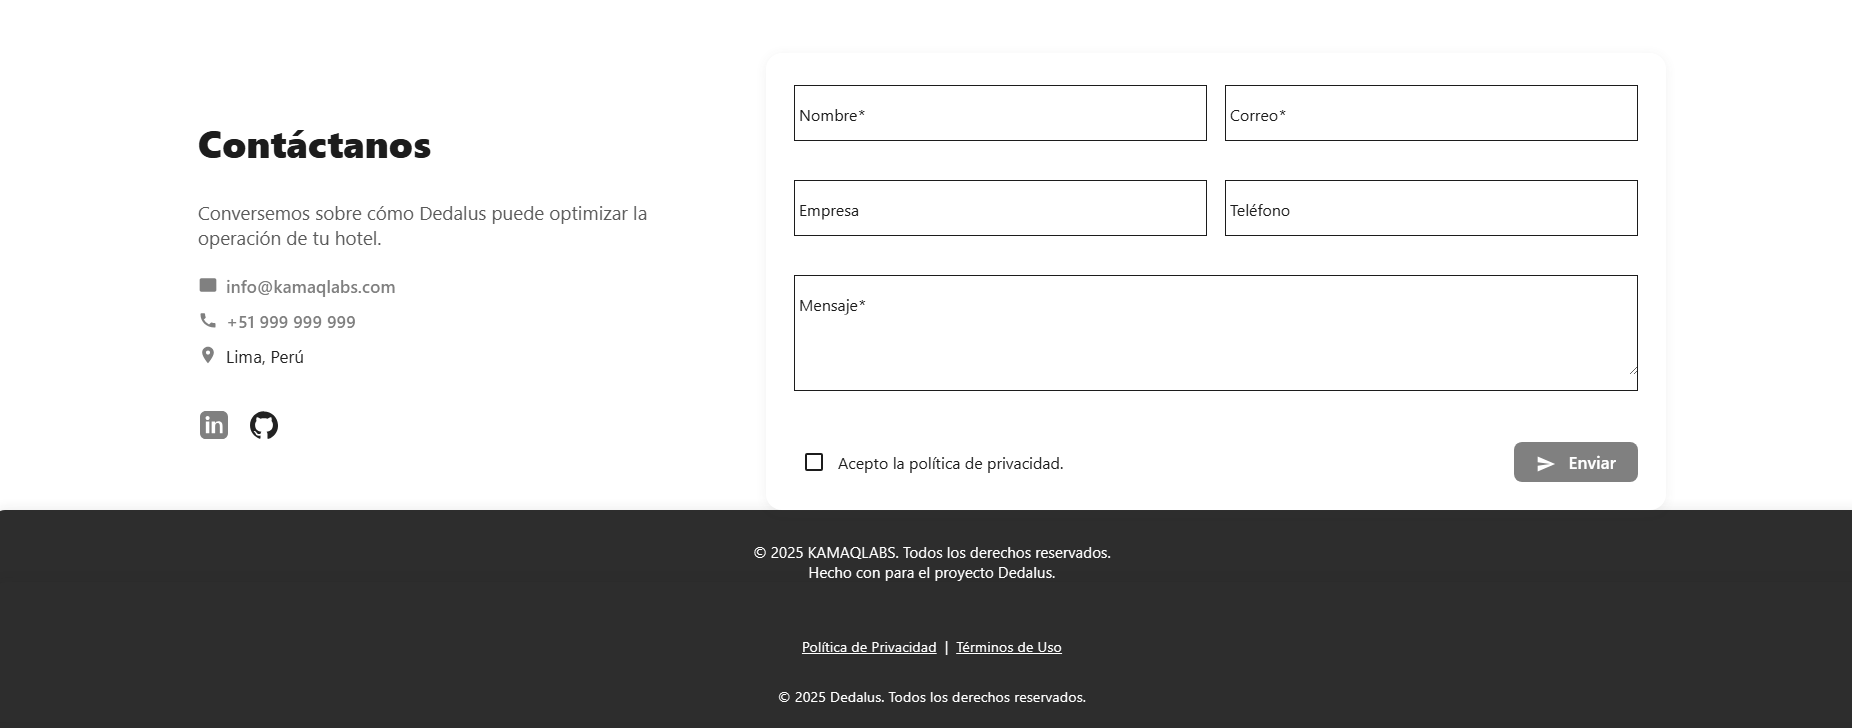 Contáctanos
Conversemos sobre cómo Dedalus puede optimizar la
operación de tu hotel.
info@kamaqlabs.com
+51 999 999 999
Lima, Perú
in
Nombre*
Correo*
Empresa
Teléfono
Mensaje*
Acepto la política de privacidad.
Enviar
© 2025 KAMAQLABS. Todos los derechos reservados.
Hecho con para el proyecto Dedalus.
Política de Privacidad | Términos de Uso
© 2025 Dedalus. Todos los derechos reservados.